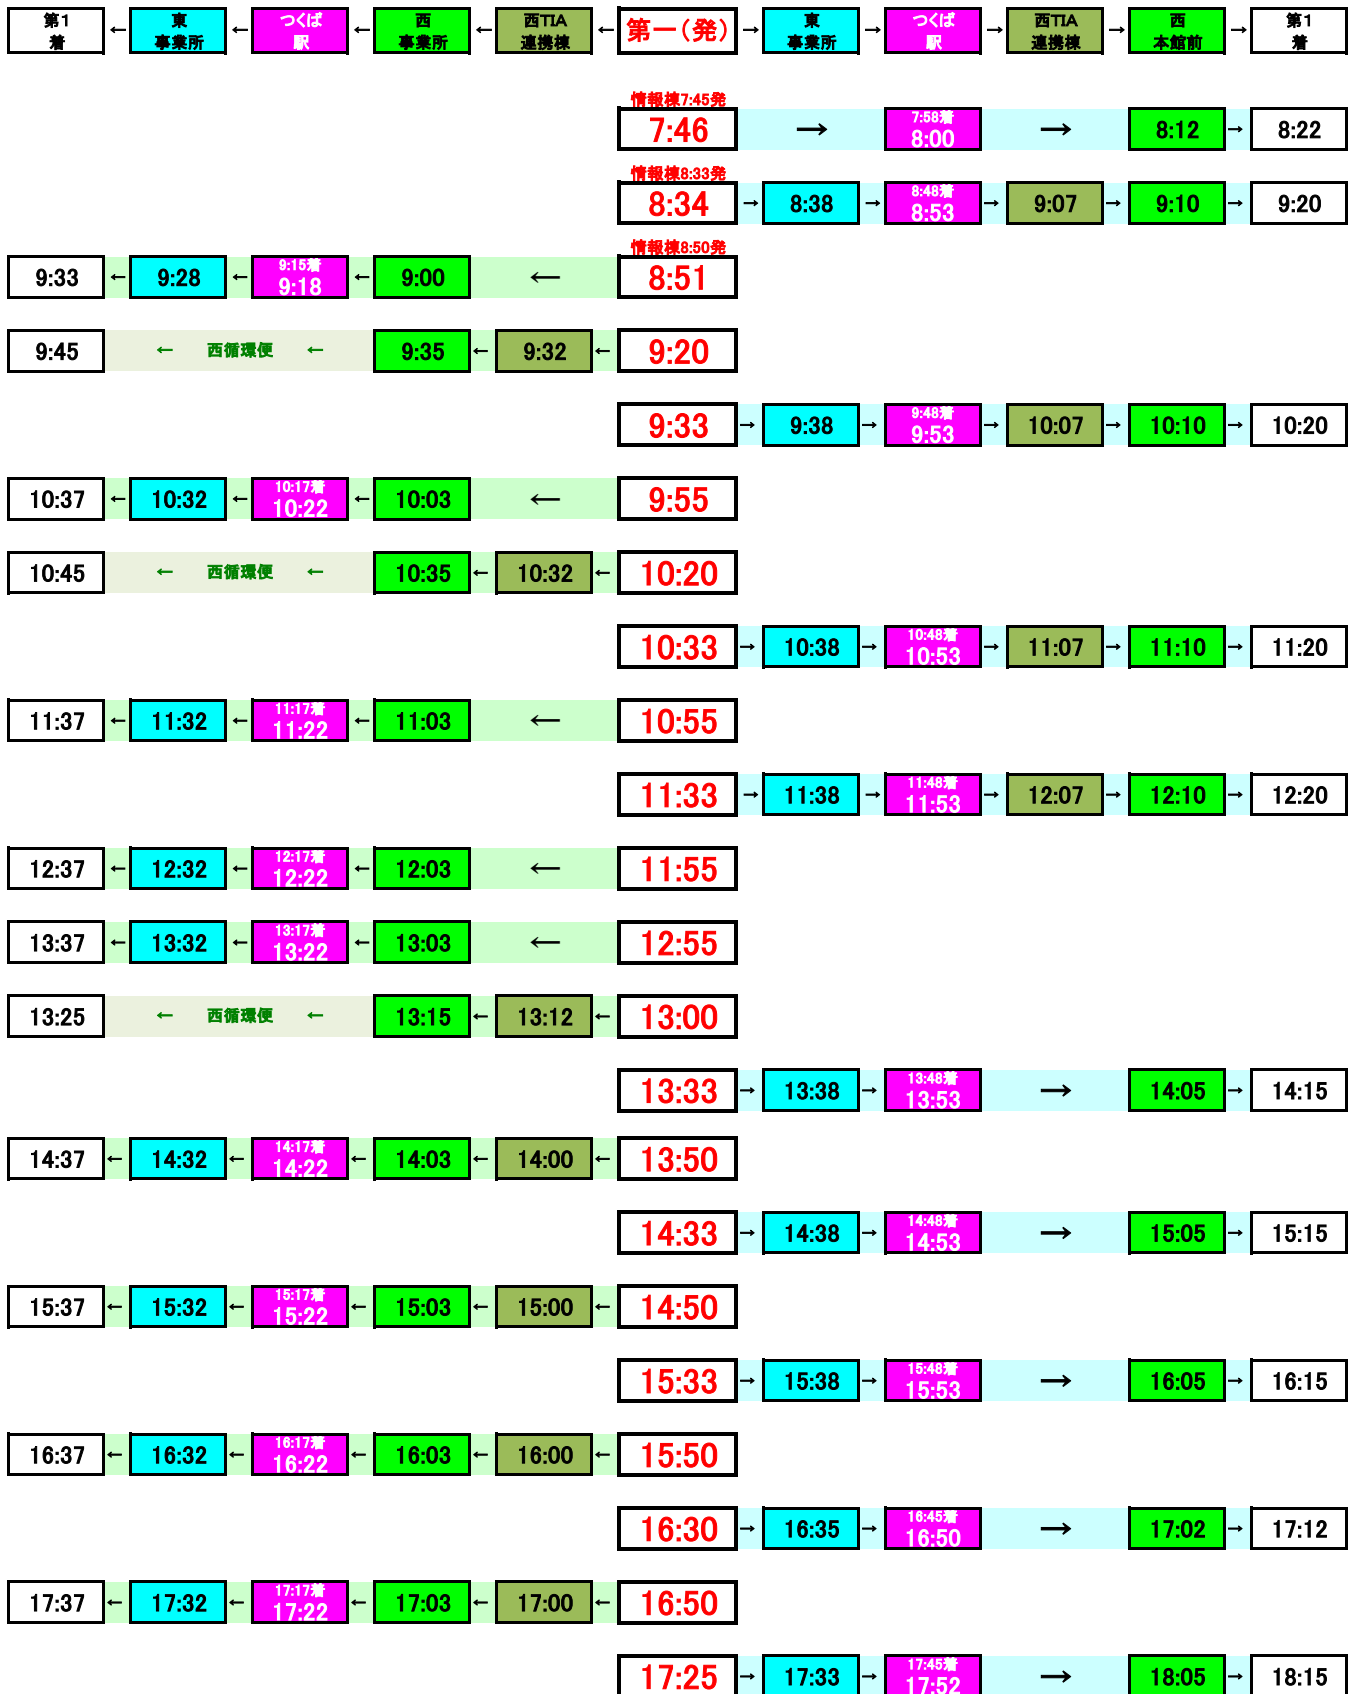 第1 着 ← 東 事業所 ← つくば 駅 ← 西 事業所 ← 西TIA 連携棟 ← 第一(発) → 東 事業所 → つくば 駅 → 西TIA 連携棟 → 西 本館前 → 第1 着
情報棟7:45発
7:46 → 7:58着 8:00 → 8:12 → 8:22
情報棟8:33発
8:34 → 8:38 → 8:48着 8:53 → 9:07 → 9:10 → 9:20
情報棟8:50発
9:33 ← 9:28 ← 9:15着 9:18 ← 9:00 ← 8:51
9:45 ← 西循環便 ← 9:35 ← 9:32 ← 9:20
9:33 → 9:38 → 9:48着 9:53 → 10:07 → 10:10 → 10:20
10:37 ← 10:32 ← 10:17着 10:22 ← 10:03 ← 9:55
10:45 ← 西循環便 ← 10:35 ← 10:32 ← 10:20
10:33 → 10:38 → 10:48着 10:53 → 11:07 → 11:10 → 11:20
11:37 ← 11:32 ← 11:17着 11:22 ← 11:03 ← 10:55
11:33 → 11:38 → 11:48着 11:53 → 12:07 → 12:10 → 12:20
12:37 ← 12:32 ← 12:17着 12:22 ← 12:03 ← 11:55
13:37 ← 13:32 ← 13:17着 13:22 ← 13:03 ← 12:55
13:25 ← 西循環便 ← 13:15 ← 13:12 ← 13:00
13:33 → 13:38 → 13:48着 13:53 → 14:05 → 14:15
14:37 ← 14:32 ← 14:17着 14:22 ← 14:03 ← 14:00 ← 13:50
14:33 → 14:38 → 14:48着 14:53 → 15:05 → 15:15
15:37 ← 15:32 ← 15:17着 15:22 ← 15:03 ← 15:00 ← 14:50
15:33 → 15:38 → 15:48着 15:53 → 16:05 → 16:15
16:37 ← 16:32 ← 16:17着 16:22 ← 16:03 ← 16:00 ← 15:50
16:30 → 16:35 → 16:45着 16:50 → 17:02 → 17:12
17:37 ← 17:32 ← 17:17着 17:22 ← 17:03 ← 17:00 ← 16:50
17:25 → 17:33 → 17:45着 17:52 → 18:05 → 18:15